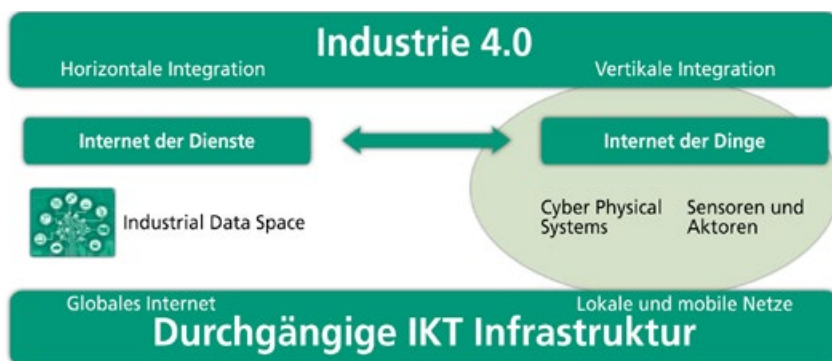 Industrie 4.0
Horizontale Integration
Vertikale Integration
Internet der Dienste
Internet der Dinge
Industrial Data Space
Cyber Physical
Systems
Sensoren und
Aktoren
Globales Internet
Lokale und mobile Netze
Durchgängige IKT Infrastruktur